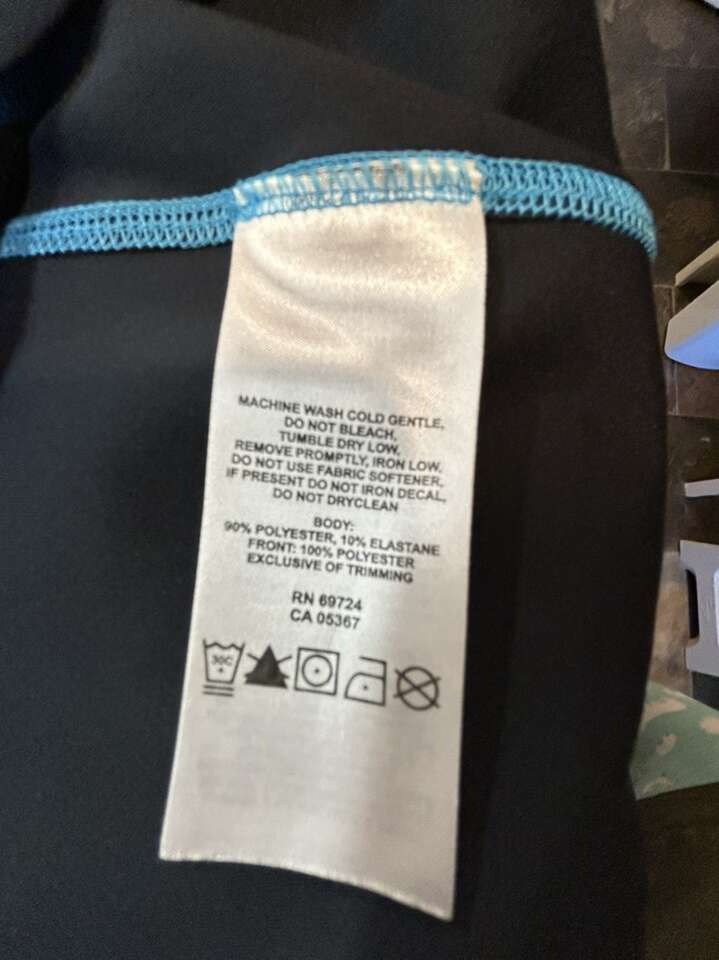 MACHINE WASH COLD GENTLE,
DO NOT BLEACH,
TUMBLE DRY LOW,
REMOVE PROMPTLY, IRON LOW,
DO NOT USE FABRIC SOFTENER,
IF PRESENT DO NOT IRON DECAL,
DO NOT DRYCLEAN
BODY:
90% POLYESTER, 10% ELASTANE
FRONT: 100% POLYESTER
EXCLUSIVE OF TRIMMING
RN 69724
CA 05367
30C